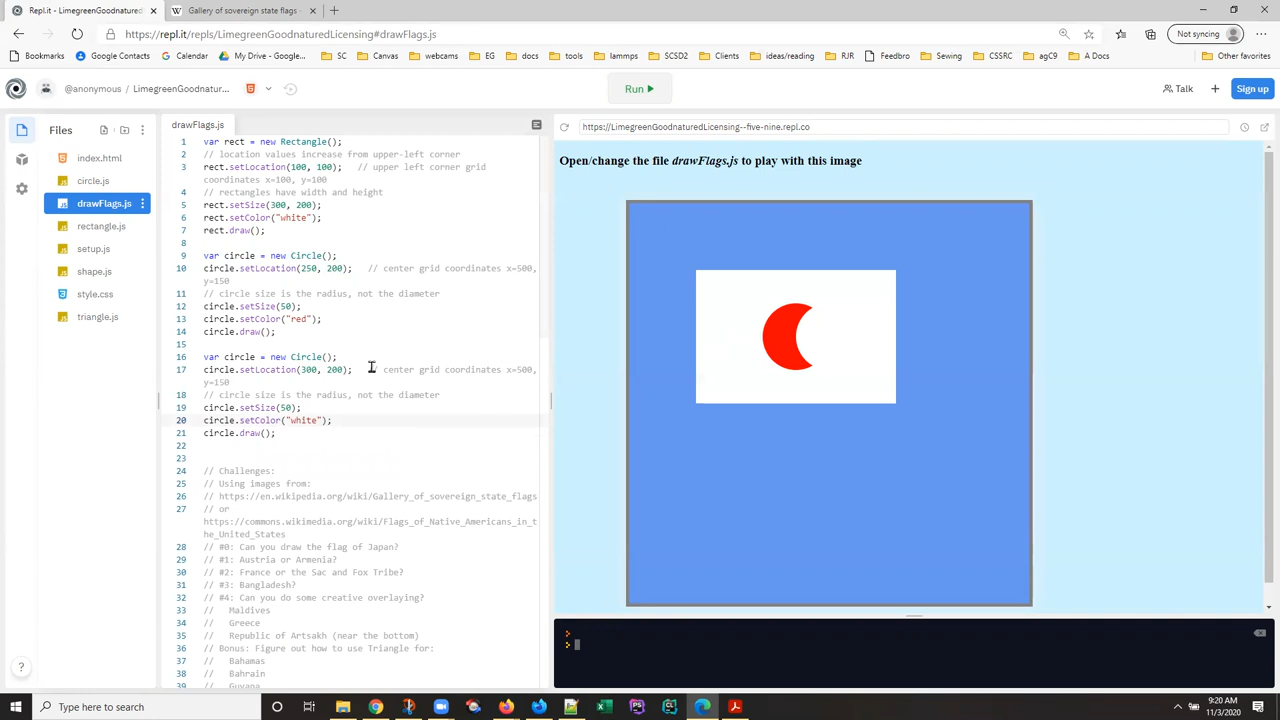 Repl.it - LimegreenGoodnatured
Gallery of sovereign state flags -
https://repl.it/repls/LimegreenGoodnaturedLicensing#drawFlags.js
Not syncing
Bookmarks Google Contacts Calendar My Drive - Google... Canvas webcams EG docs tools lammps SCSD2 Clients ideas/reading RJR Feedbro Sewing CSSRC agC9 A Docs Other favorites
@anonymous / LimegreenGoodnatur...
Run
Talk
Sign up
Files
index.html
circle.js
drawFlags.js
rectangle.js
setup.js
shape.js
style.css
triangle.js
drawFlags.js
1 var rect = new Rectangle();
2 // location values increase from upper-left corner
3 rect.setLocation(100, 100); // upper left corner grid
coordinates x=100, y=100
4 // rectangles have width and height
5 rect.setSize(300, 200);
6 rect.setColor("white");
7 rect.draw();
8
9 var circle = new Circle();
10 circle.setLocation(250, 200); // center grid coordinates x=500,
y=150
11 // circle size is the radius, not the diameter
12 circle.setSize(50);
13 circle.setColor("red");
14 circle.draw();
15
16 var circle = new Circle();
17 circle.setLocation(300, 200); // center grid coordinates x=500,
y=150
18 // circle size is the radius, not the diameter
19 circle.setSize(50);
20 circle.setColor("white");
21 circle.draw();
22
23
24 // Challenges:
25 // Using images from:
26 // https://en.wikipedia.org/wiki/Gallery_of_sovereign_state_flags
27 // or
https://commons.wikimedia.org/wiki/Flags_of_Native_Americans_in_t
he_United_States
28 // #0: Can you draw the flag of Japan?
29 // #1: Austria or Armenia?
30 // #2: France or the Sac and Fox Tribe?
31 // #3: Bangladesh?
32 // #4: Can you do some creative overlaying?
33 // Maldives
34 // Greece
35 // Republic of Artsakh (near the bottom)
36 // Bonus: Figure out how to use Triangle for:
37 // Bahamas
38 // Bahrain
39 // Guyana
https://LimegreenGoodnaturedLicensing--five-nine.repl.co
Open/change the file drawFlags.js to play with this image
Type here to search
9:20 AM
11/3/2020